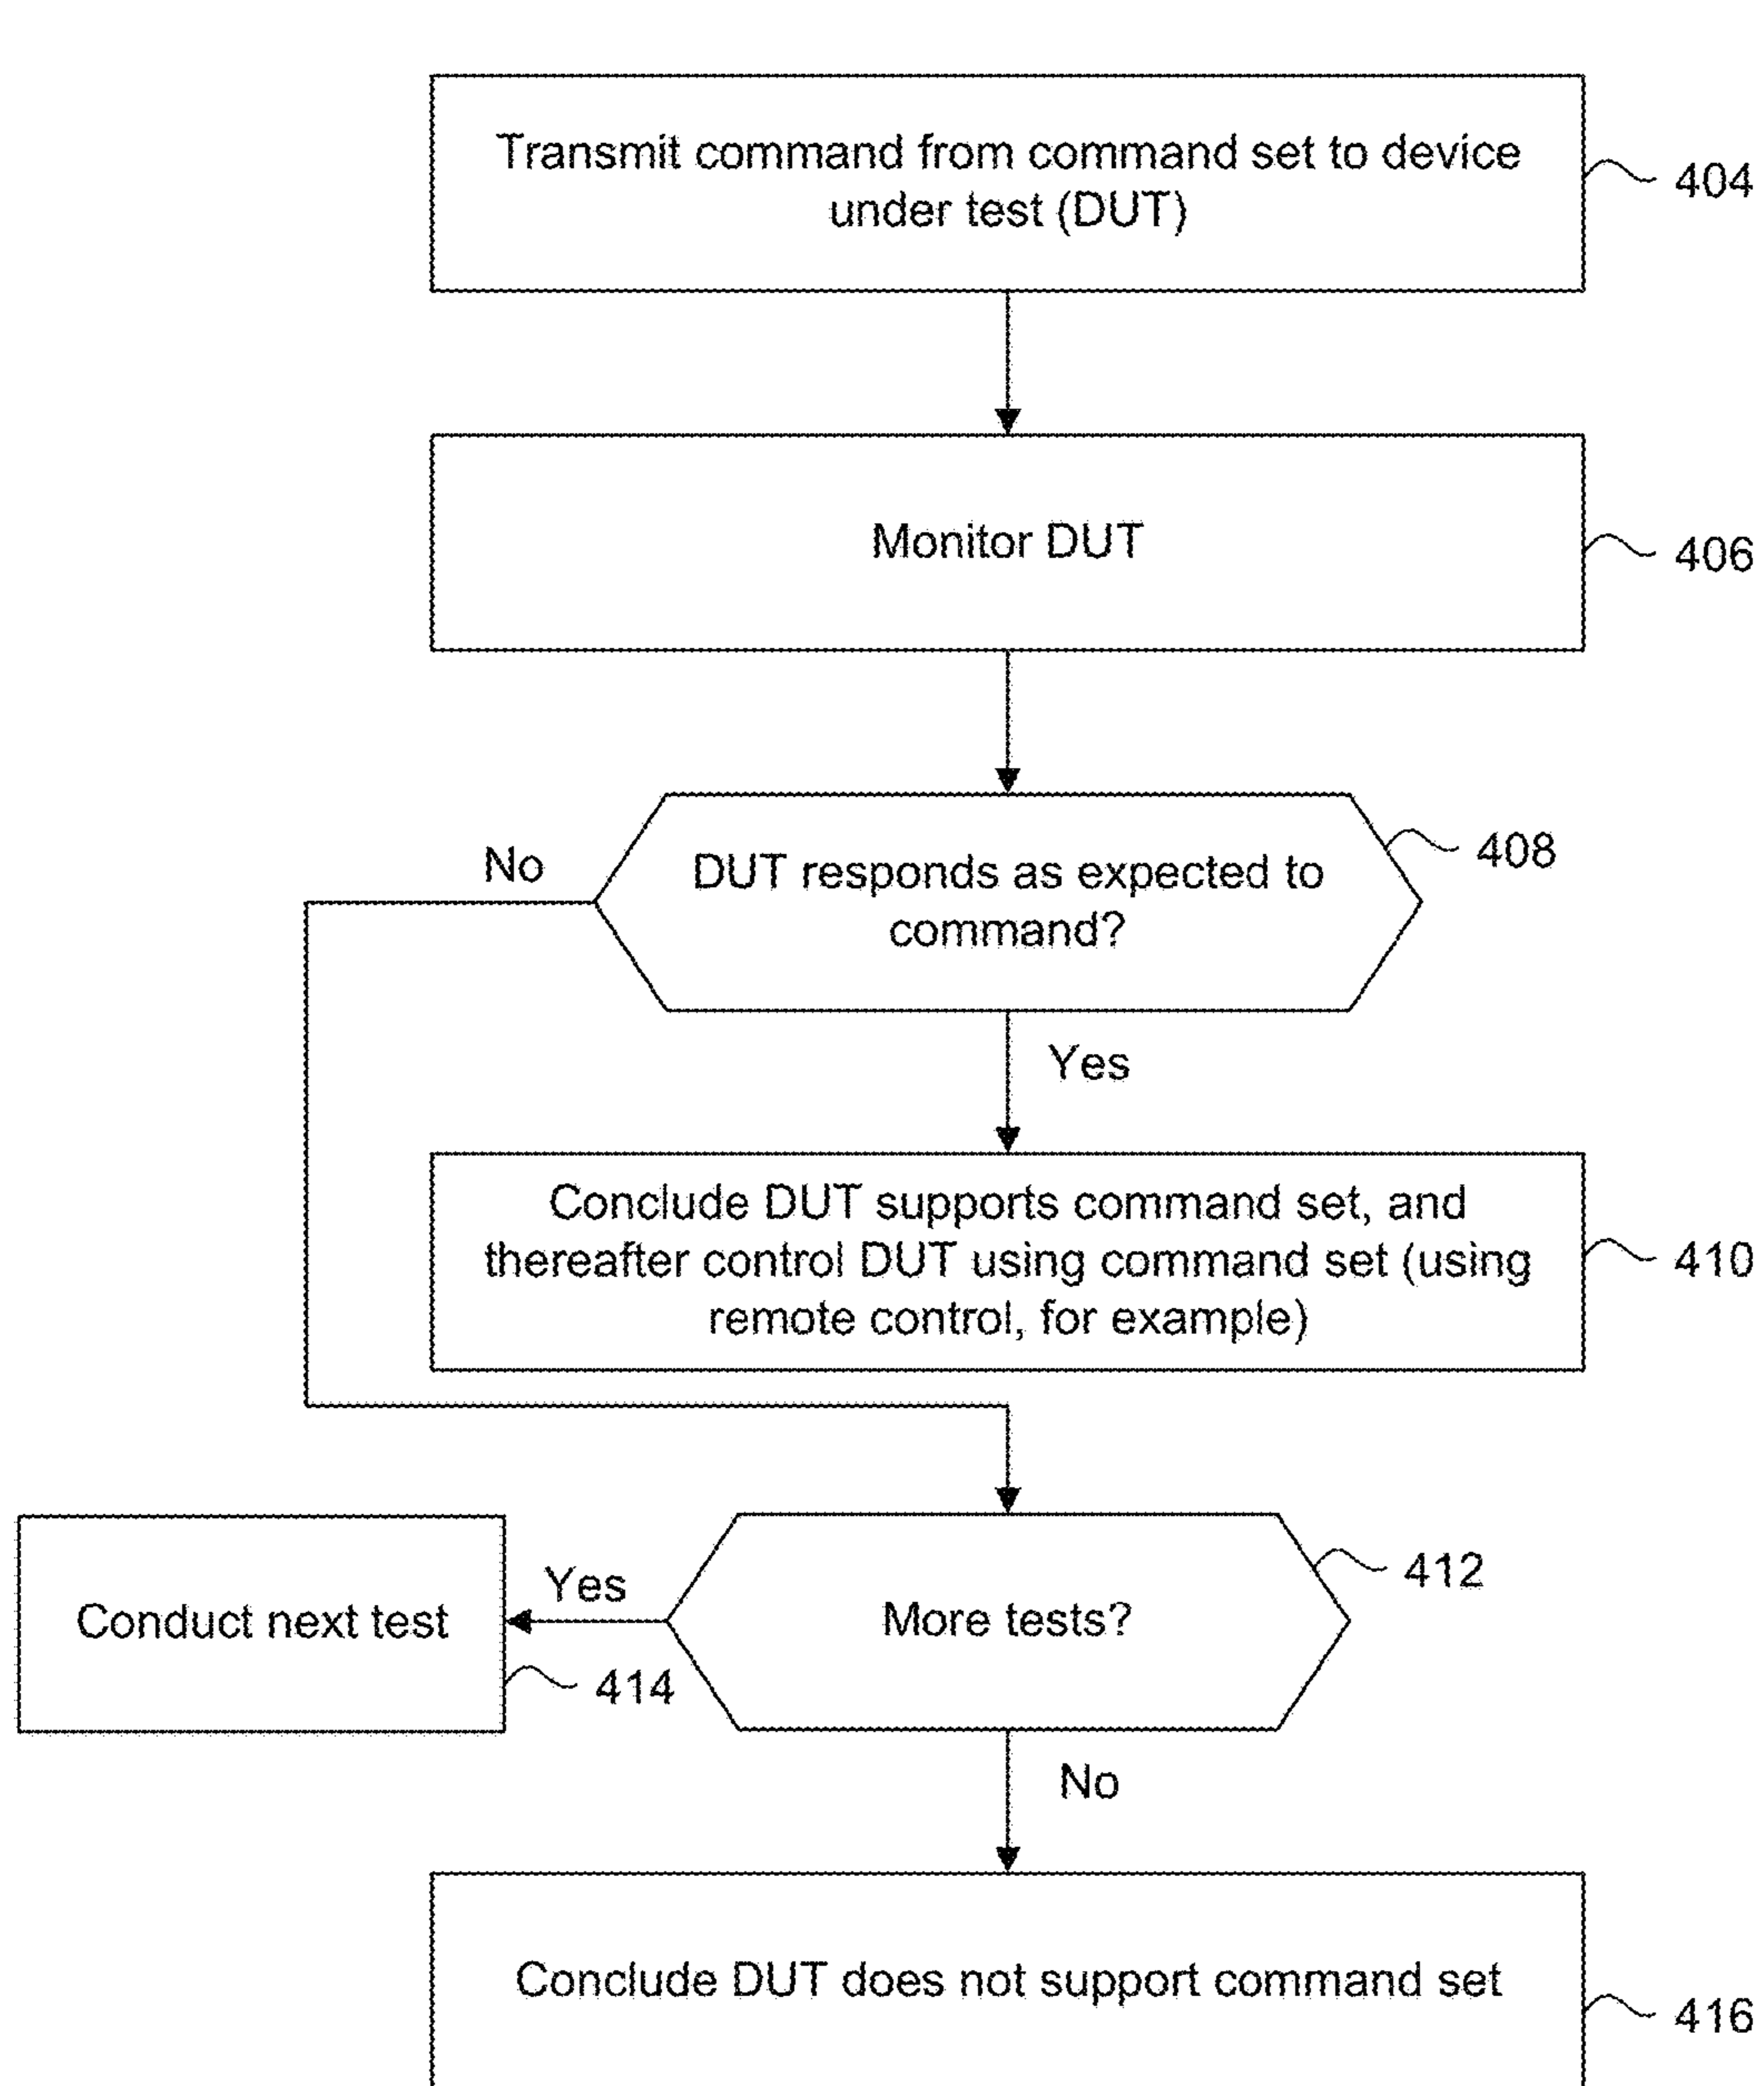 Transmit command from command set to device
under test (DUT)
404
Monitor DUT
406
DUT responds as expected to
command?
408
No
Yes
Conclude DUT supports command set, and
thereafter control DUT using command set (using
remote control, for example)
410
More tests?
412
Yes
Conduct next test
414
No
Conclude DUT does not support command set
416